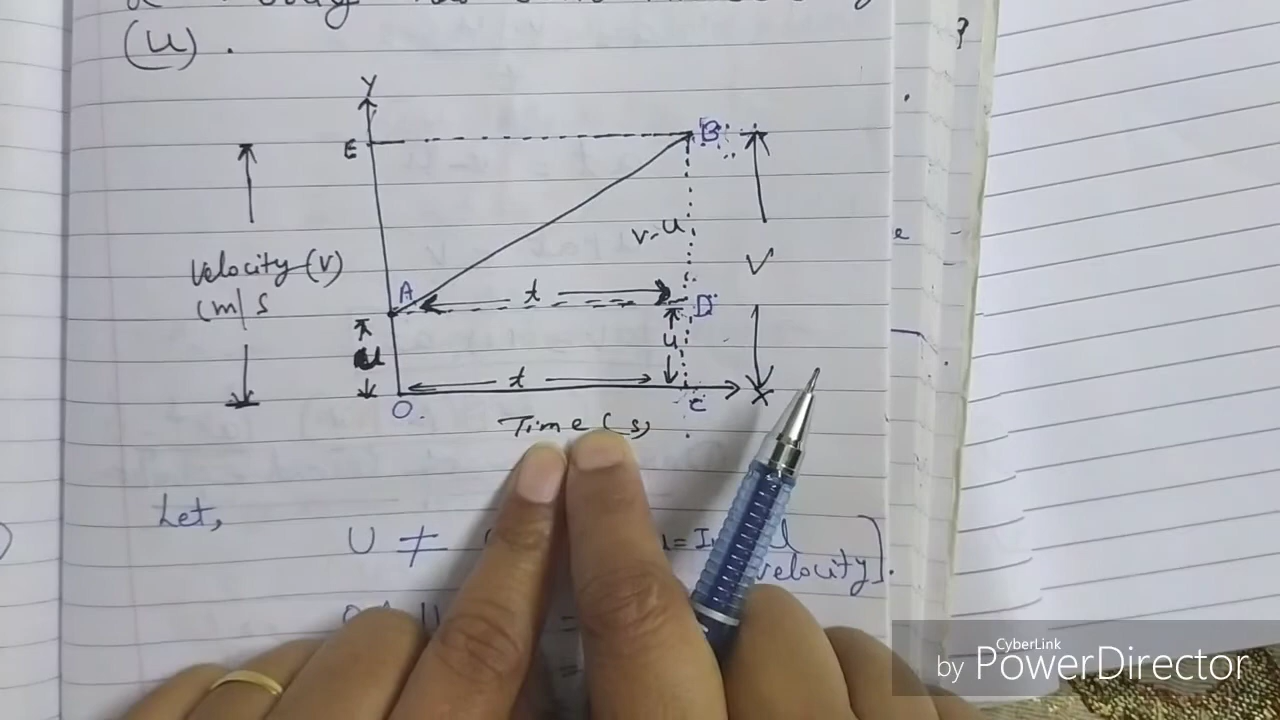 (u).
Y
E
B
v-u
Velocity (v)
(m/s
V
A
t
D
u
u
t
O.
C
X
Time (s)
Let,
U ≠
velocity].
CyberLink
by PowerDirector